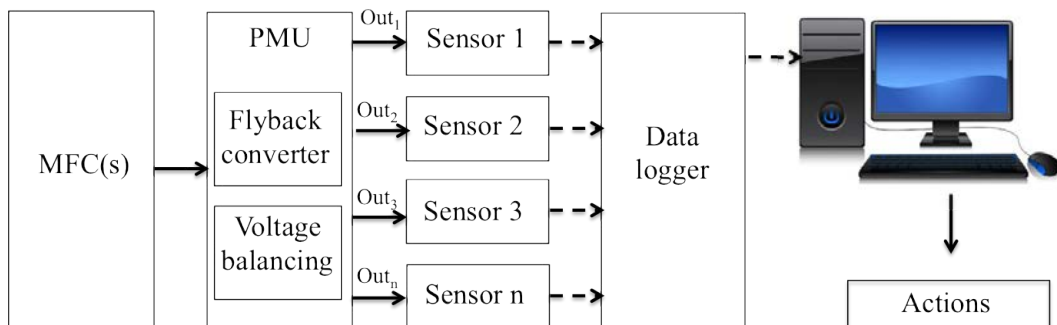 MFC(s)
PMU
Flyback
converter
Voltage
balancing
Out₁
Sensor 1
Out₂
Sensor 2
Out₃
Sensor 3
Outₙ
Sensor n
Data
logger
Actions